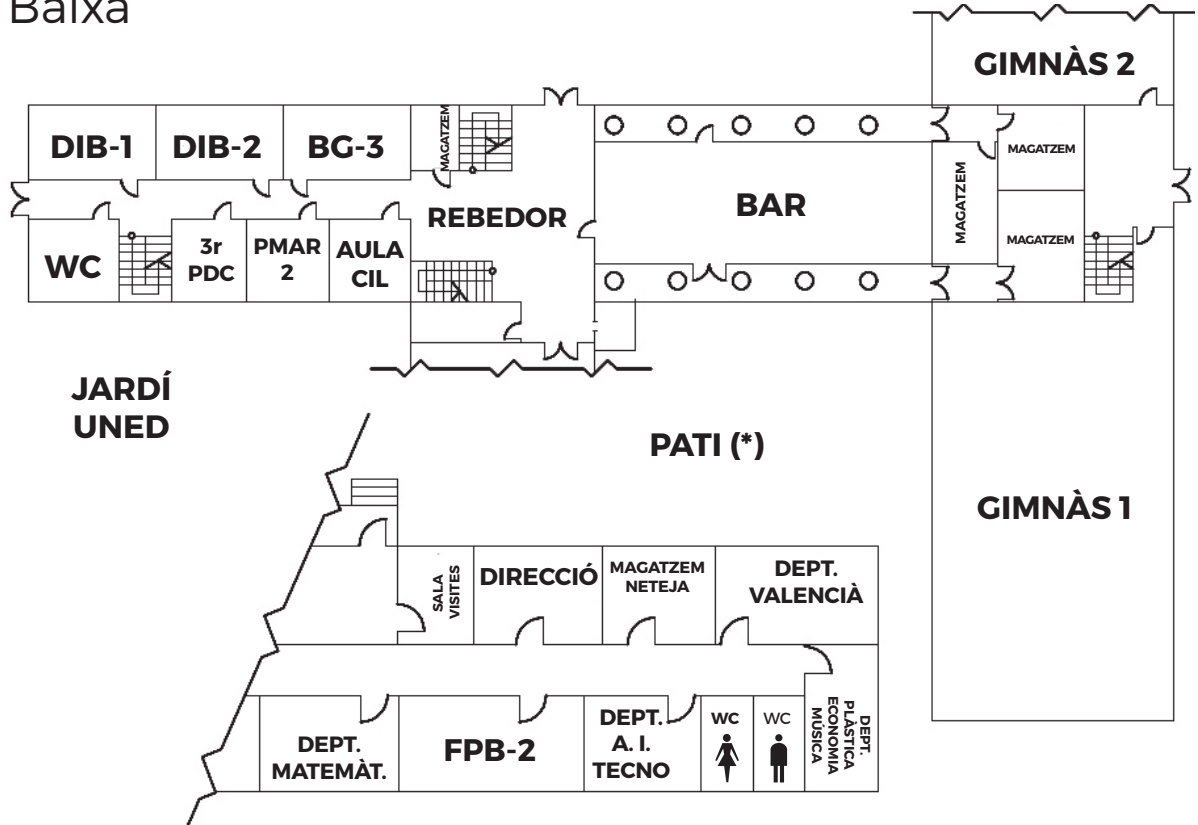 Baixa
GIMNÀS 2
DIB-1
DIB-2
BG-3
MAGATZEM
MAGATZEM
BAR
MAGATZEM
REBEDOR
WC
3r
PDC
PMAR
2
AULA
CIL
MAGATZEM
JARDÍ
UNED
PATI (*)
GIMNÀS 1
SALA
VISITES
DIRECCIÓ
MAGATZEM
NETEJA
DEPT.
VALENCIÀ
DEPT.
MATEMÀT.
FPB-2
DEPT.
A. I.
TECNO
WC
WC
DEPT.
PLÀSTICA
ECONOMIA
MÚSICA